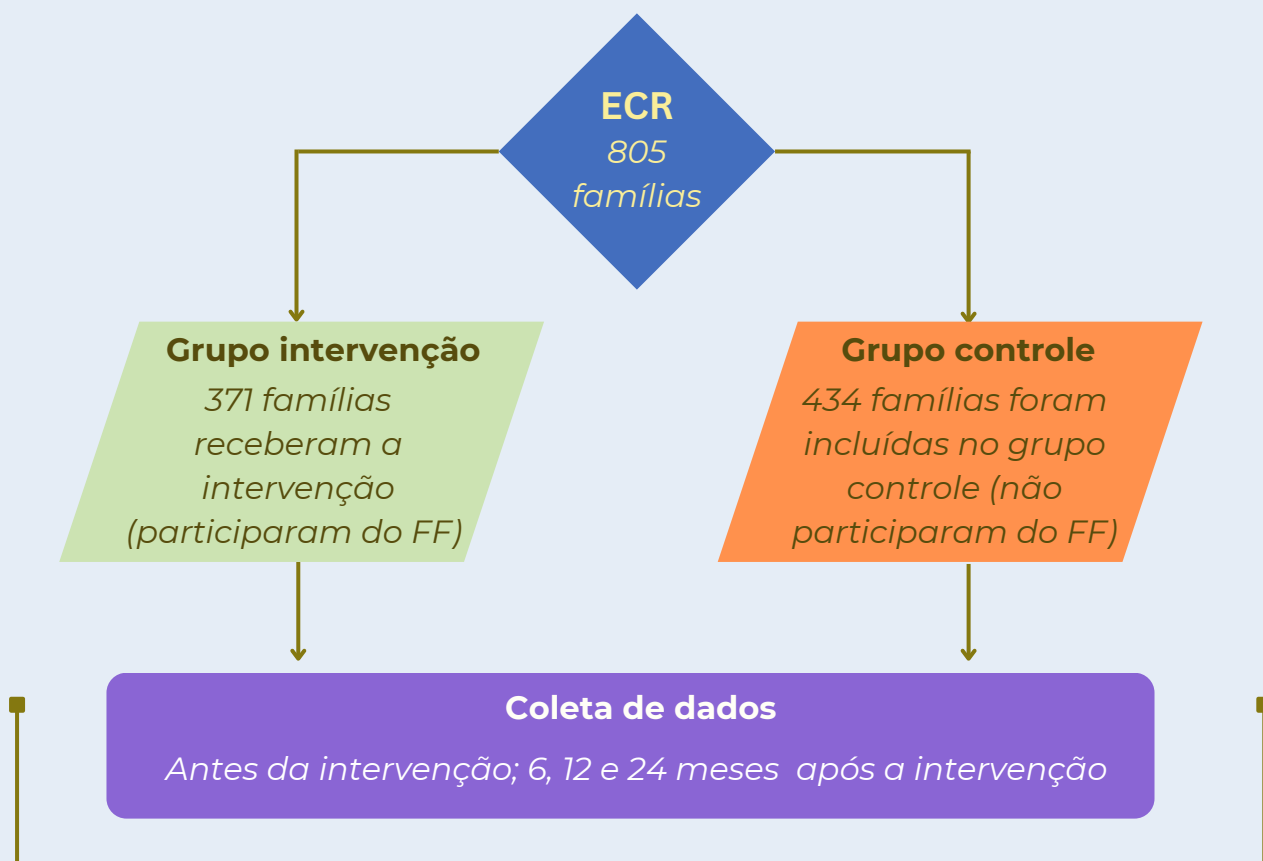 ECR
805
famílias
Grupo intervenção
371 famílias
receberam a
intervenção
(participaram do FF)
Grupo controle
434 famílias foram
incluídas no grupo
controle (não
participaram do FF)
Coleta de dados
Antes da intervenção; 6, 12 e 24 meses  após a intervenção